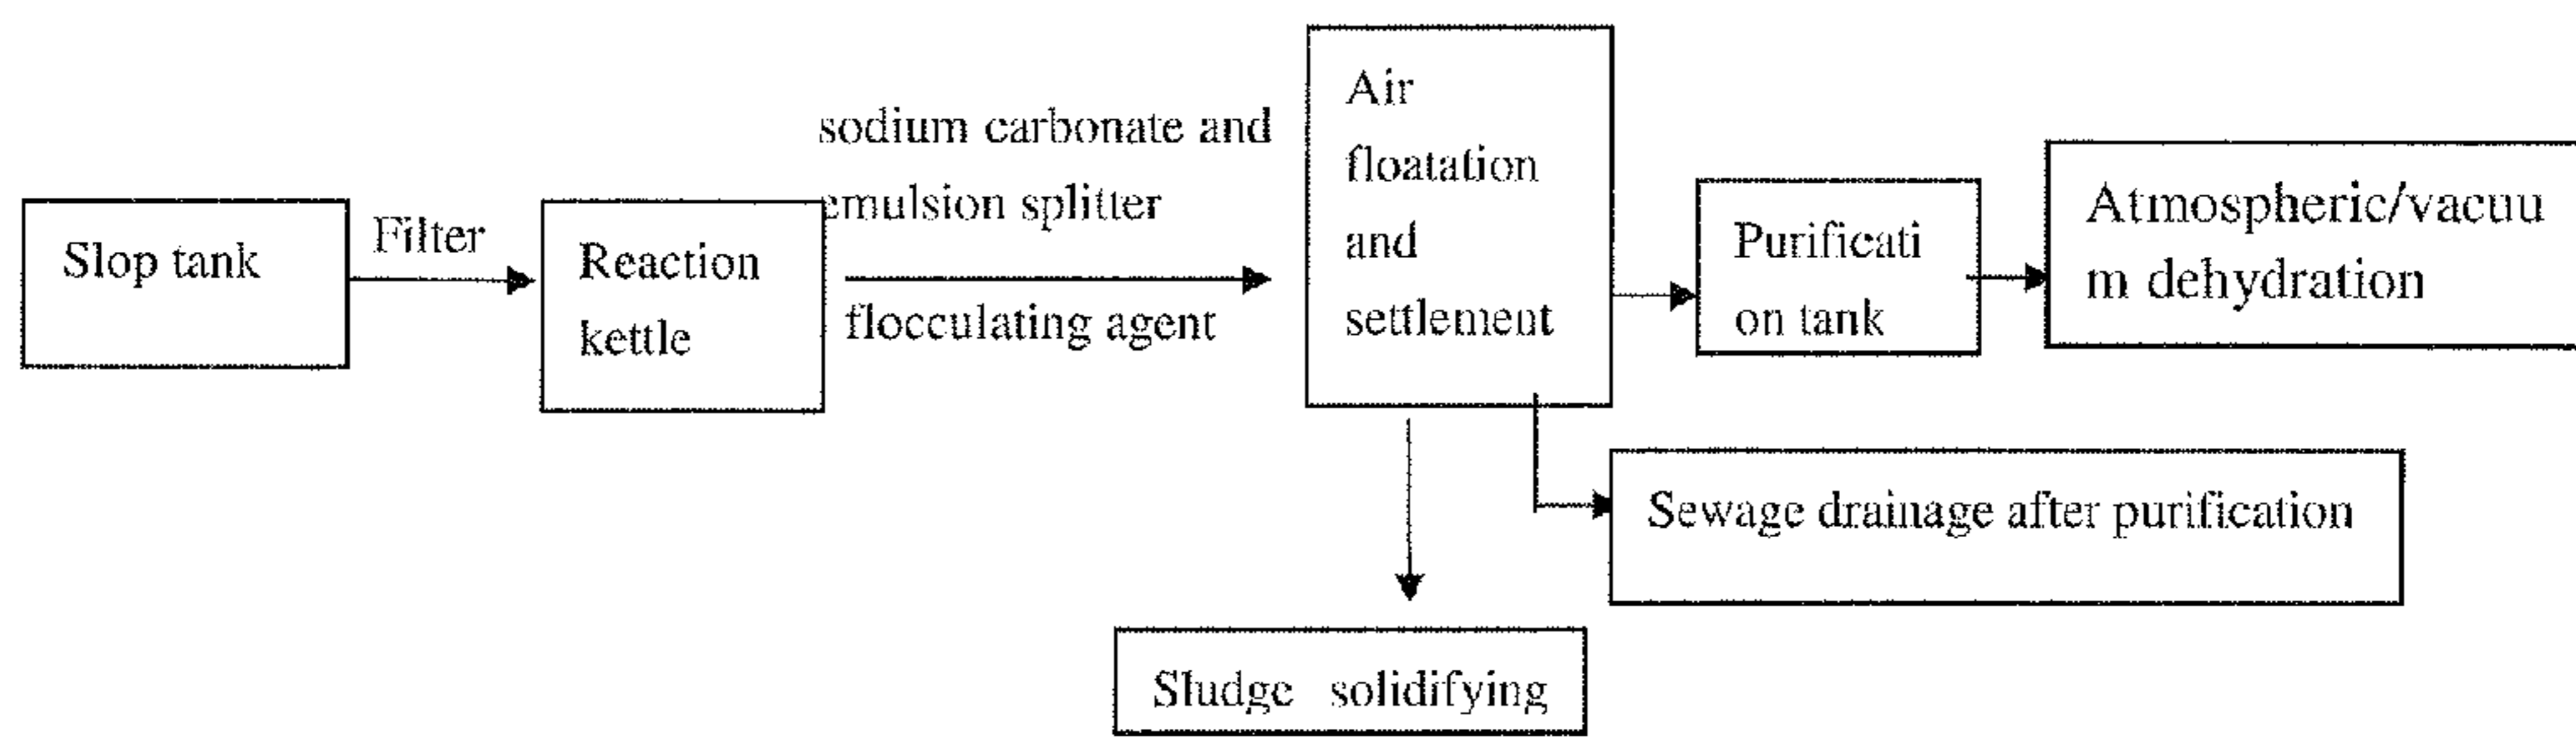 Slop tank
Filter
Reaction
kettle
sodium carbonate and
emulsion splitter
flocculating agent
Air
floatation
and
settlement
Purificati
on tank
Atmospheric/vacuu
m dehydration
Sewage drainage after purification
Sludge solidifying